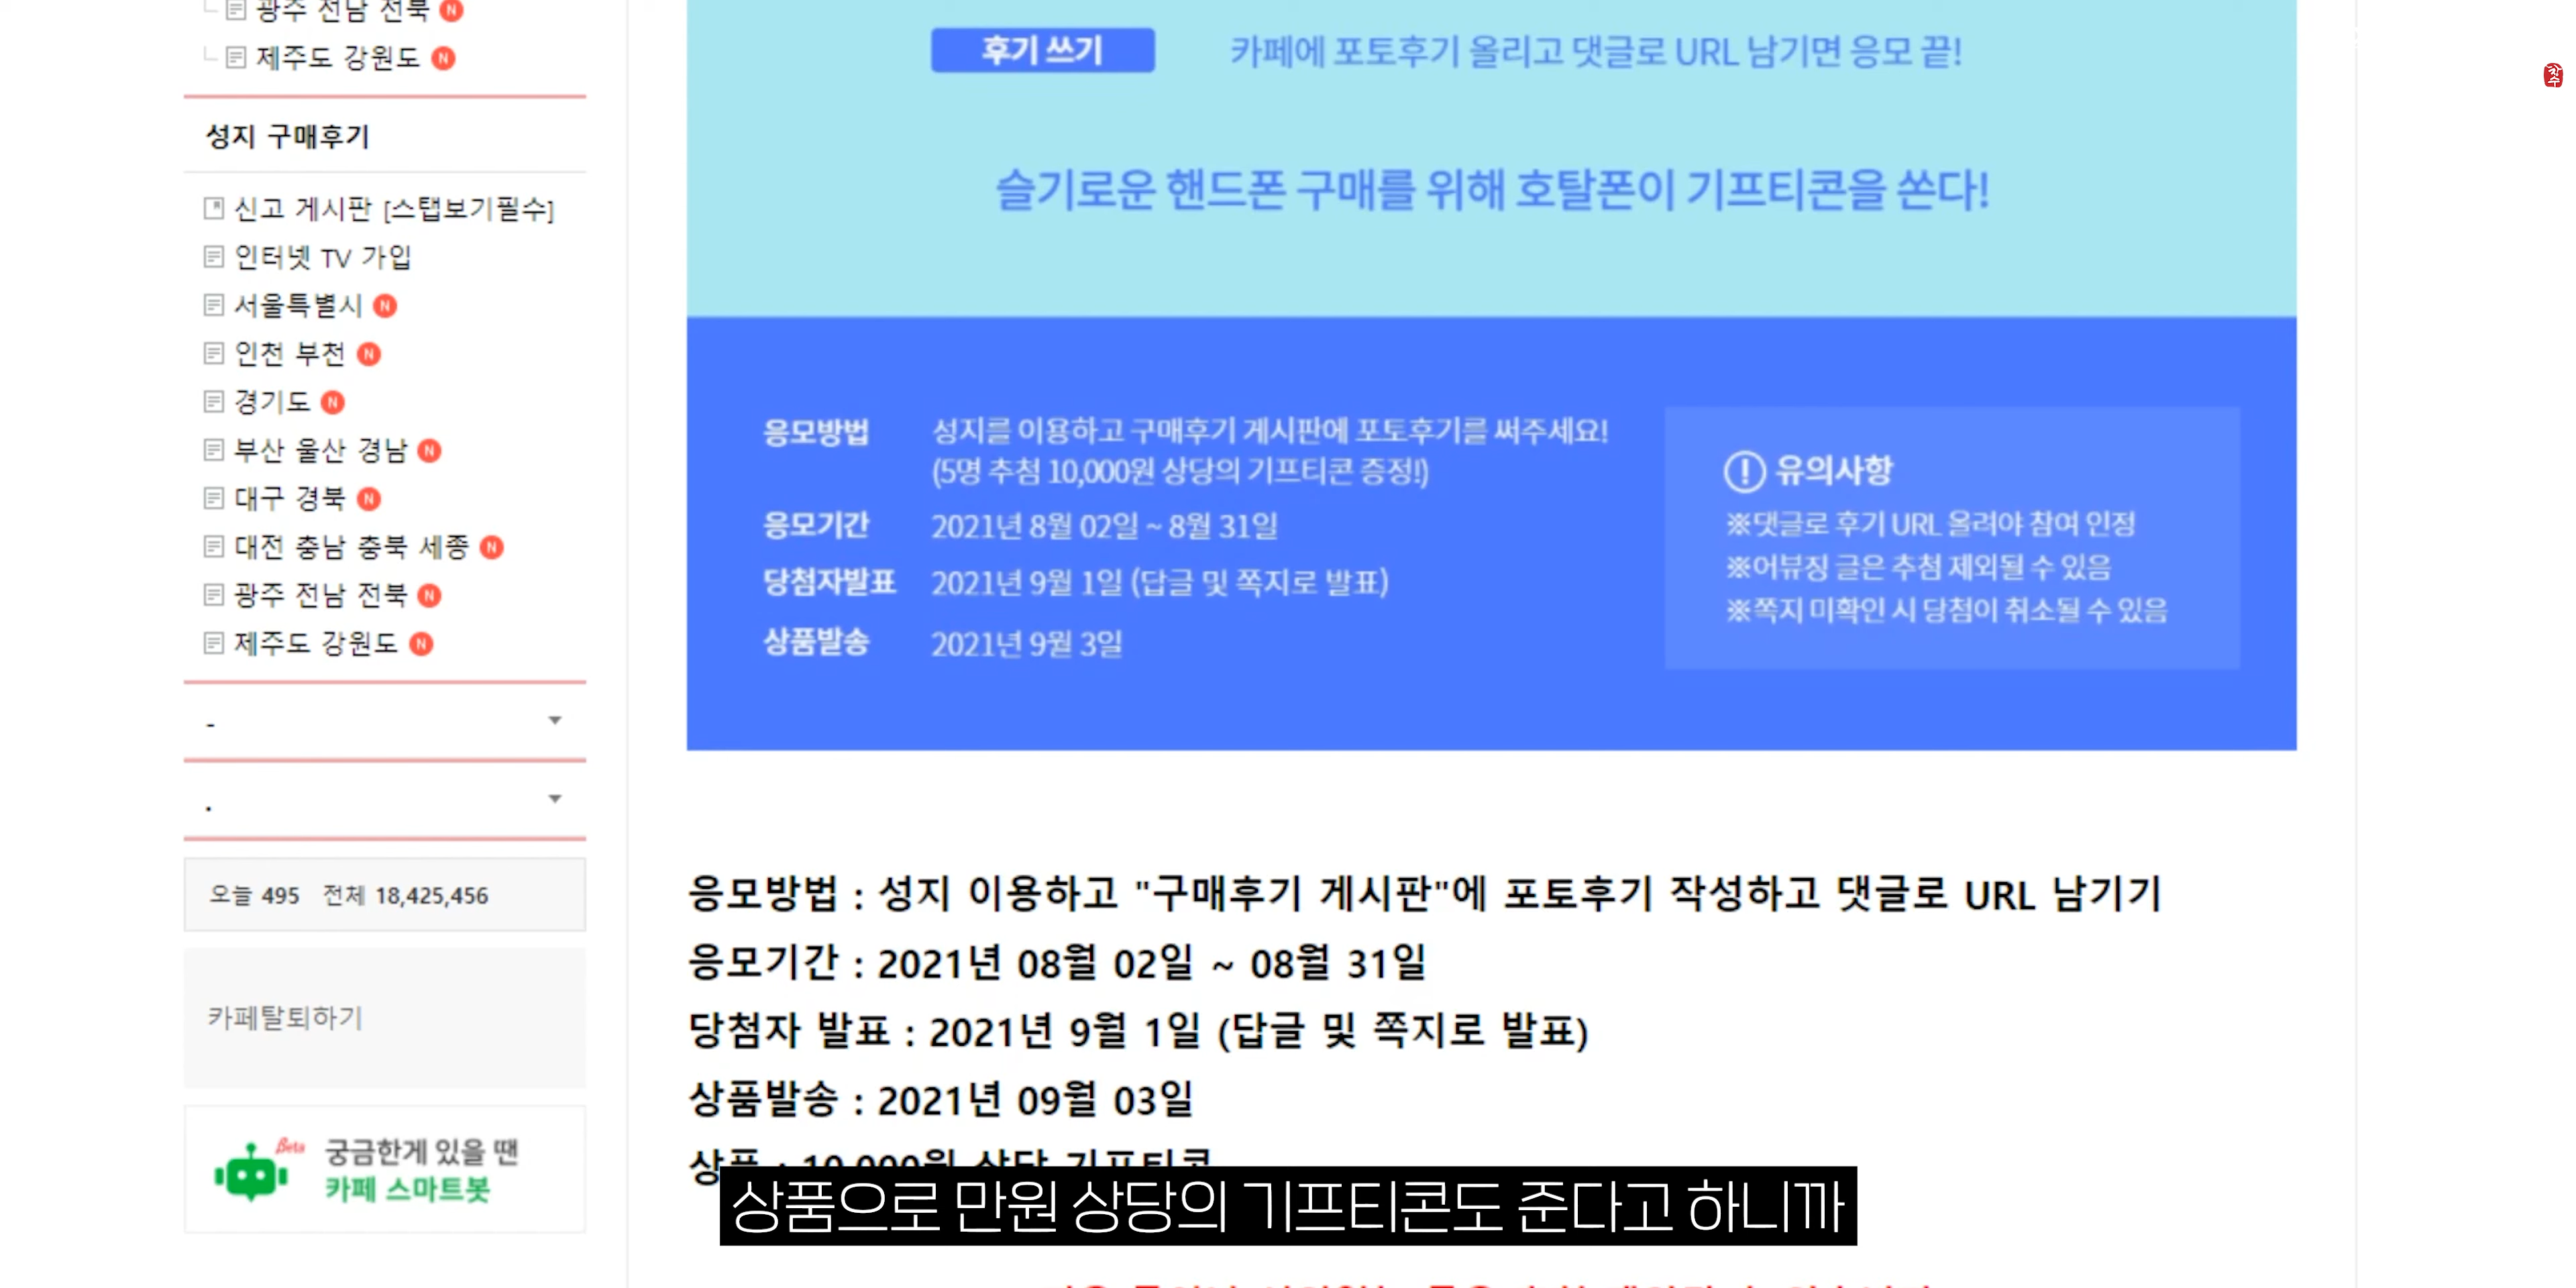 광주 전남 전북 N
제주도 강원도 N
성지 구매후기
신고 게시판 [스탭보기필수]
인터넷 TV 가입
서울특별시 N
인천 부천 N
경기도 N
부산 울산 경남 N
대구 경북 N
대전 충남 충북 세종 N
광주 전남 전북 N
제주도 강원도 N
-
.
오늘 495 전체 18,425,456
카페탈퇴하기
Beta
궁금한게 있을 땐
카페 스마트봇
후기 쓰기 카페에 포토후기 올리고 댓글로 URL 남기면 응모 끝!
슬기로운 핸드폰 구매를 위해 호탈폰이 기프티콘을 쏜다!
응모방법 성지를 이용하고 구매후기 게시판에 포토후기를 써주세요!
(5명 추첨 10,000원 상당의 기프티콘 증정!)
응모기간 2021년 8월 02일 ~ 8월 31일
당첨자발표 2021년 9월 1일 (답글 및 쪽지로 발표)
상품발송 2021년 9월 3일
유의사항
※댓글로 후기 URL 올려야 참여 인정
※어뷰징 글은 추첨 제외될 수 있음
※쪽지 미확인 시 당첨이 취소될 수 있음
응모방법 : 성지 이용하고 "구매후기 게시판"에 포토후기 작성하고 댓글로 URL 남기기
응모기간 : 2021년 08월 02일 ~ 08월 31일
당첨자 발표 : 2021년 9월 1일 (답글 및 쪽지로 발표)
상품발송 : 2021년 09월 03일
상품 : 10,000원 상당 기프티콘
상품으로 만원 상당의 기프티콘도 준다고 하니까